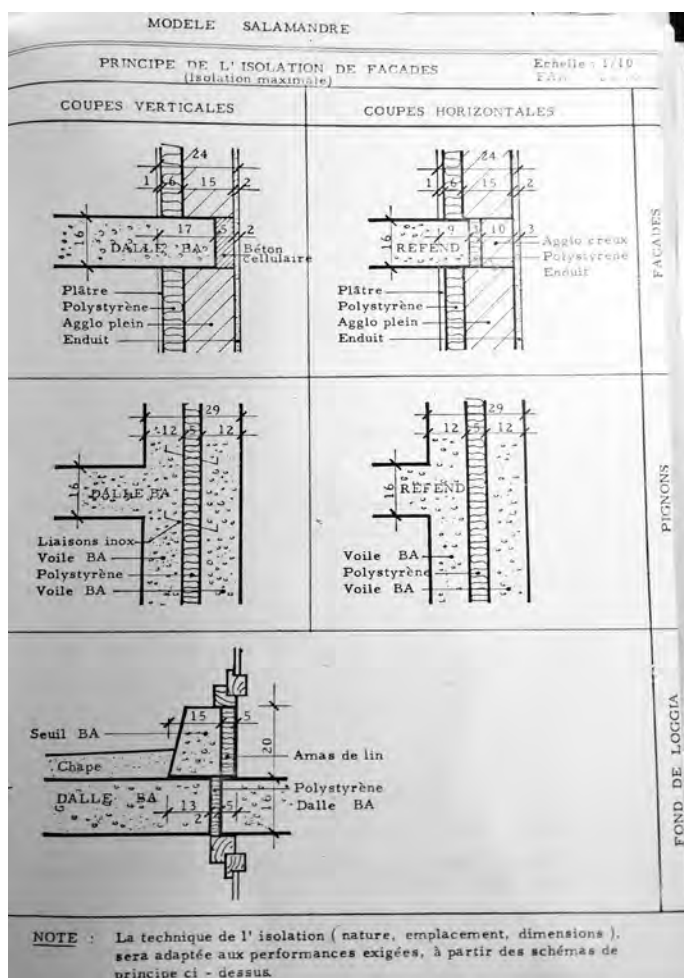 MODELE SALAMANDRE
PRINCIPE DE L' ISOLATION DE FACADES
(Isolation maximale)
Echelle : 1/10
COUPES VERTICALES
COUPES HORIZONTALES
24
1 6 15 2
16
17 5 2
DALLE BA
Béton
cellulaire
Plâtre
Polystyrène
Agglo plein
Enduit
24
1 6 15 2
16
9 10 3
REFEND
Agglo creux
Polystyrène
Enduit
Plâtre
Polystyrène
Agglo plein
Enduit
FACADES
29
12 5 12
16
DALLE BA
Liaisons inox
Voile BA
Polystyrène
Voile BA
29
12 5 12
16
REFEND
Voile BA
Polystyrène
Voile BA
PIGNONS
15 5
Seuil BA
20
Amas de lin
Chape
DALLE BA
13 5
2
16
Polystyrène
Dalle BA
FOND DE LOGGIA
NOTE : La technique de l' isolation ( nature, emplacement, dimensions ),
sera adaptée aux performances exigées, à partir des schémas de
principe ci - dessus.